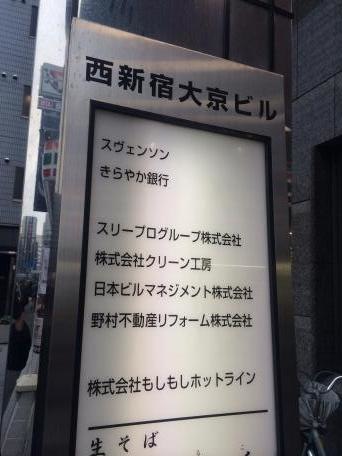 西新宿大京ビル
スヴェンソン
きらやか銀行
スリープログループ株式会社
株式会社クリーン工房
日本ビルマネジメント株式会社
野村不動産リフォーム株式会社
株式会社もしもしホットライン
生そば